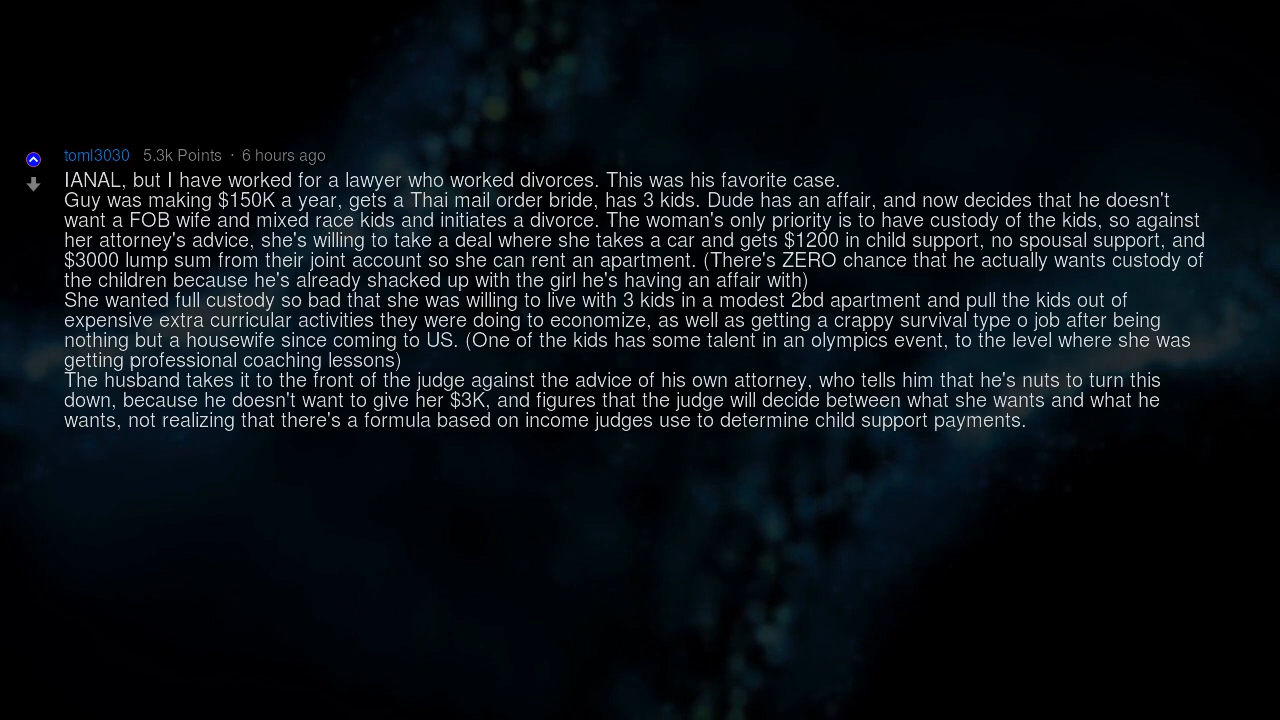 toml3030 5.3k Points · 6 hours ago
IANAL, but I have worked for a lawyer who worked divorces. This was his favorite case.
Guy was making $150K a year, gets a Thai mail order bride, has 3 kids. Dude has an affair, and now decides that he doesn't
want a FOB wife and mixed race kids and initiates a divorce. The woman's only priority is to have custody of the kids, so against
her attorney's advice, she's willing to take a deal where she takes a car and gets $1200 in child support, no spousal support, and
$3000 lump sum from their joint account so she can rent an apartment. (There's ZERO chance that he actually wants custody of
the children because he's already shacked up with the girl he's having an affair with)
She wanted full custody so bad that she was willing to live with 3 kids in a modest 2bd apartment and pull the kids out of
expensive extra curricular activities they were doing to economize, as well as getting a crappy survival type o job after being
nothing but a housewife since coming to US. (One of the kids has some talent in an olympics event, to the level where she was
getting professional coaching lessons)
The husband takes it to the front of the judge against the advice of his own attorney, who tells him that he's nuts to turn this
down, because he doesn't want to give her $3K, and figures that the judge will decide between what she wants and what he
wants, not realizing that there's a formula based on income judges use to determine child support payments.